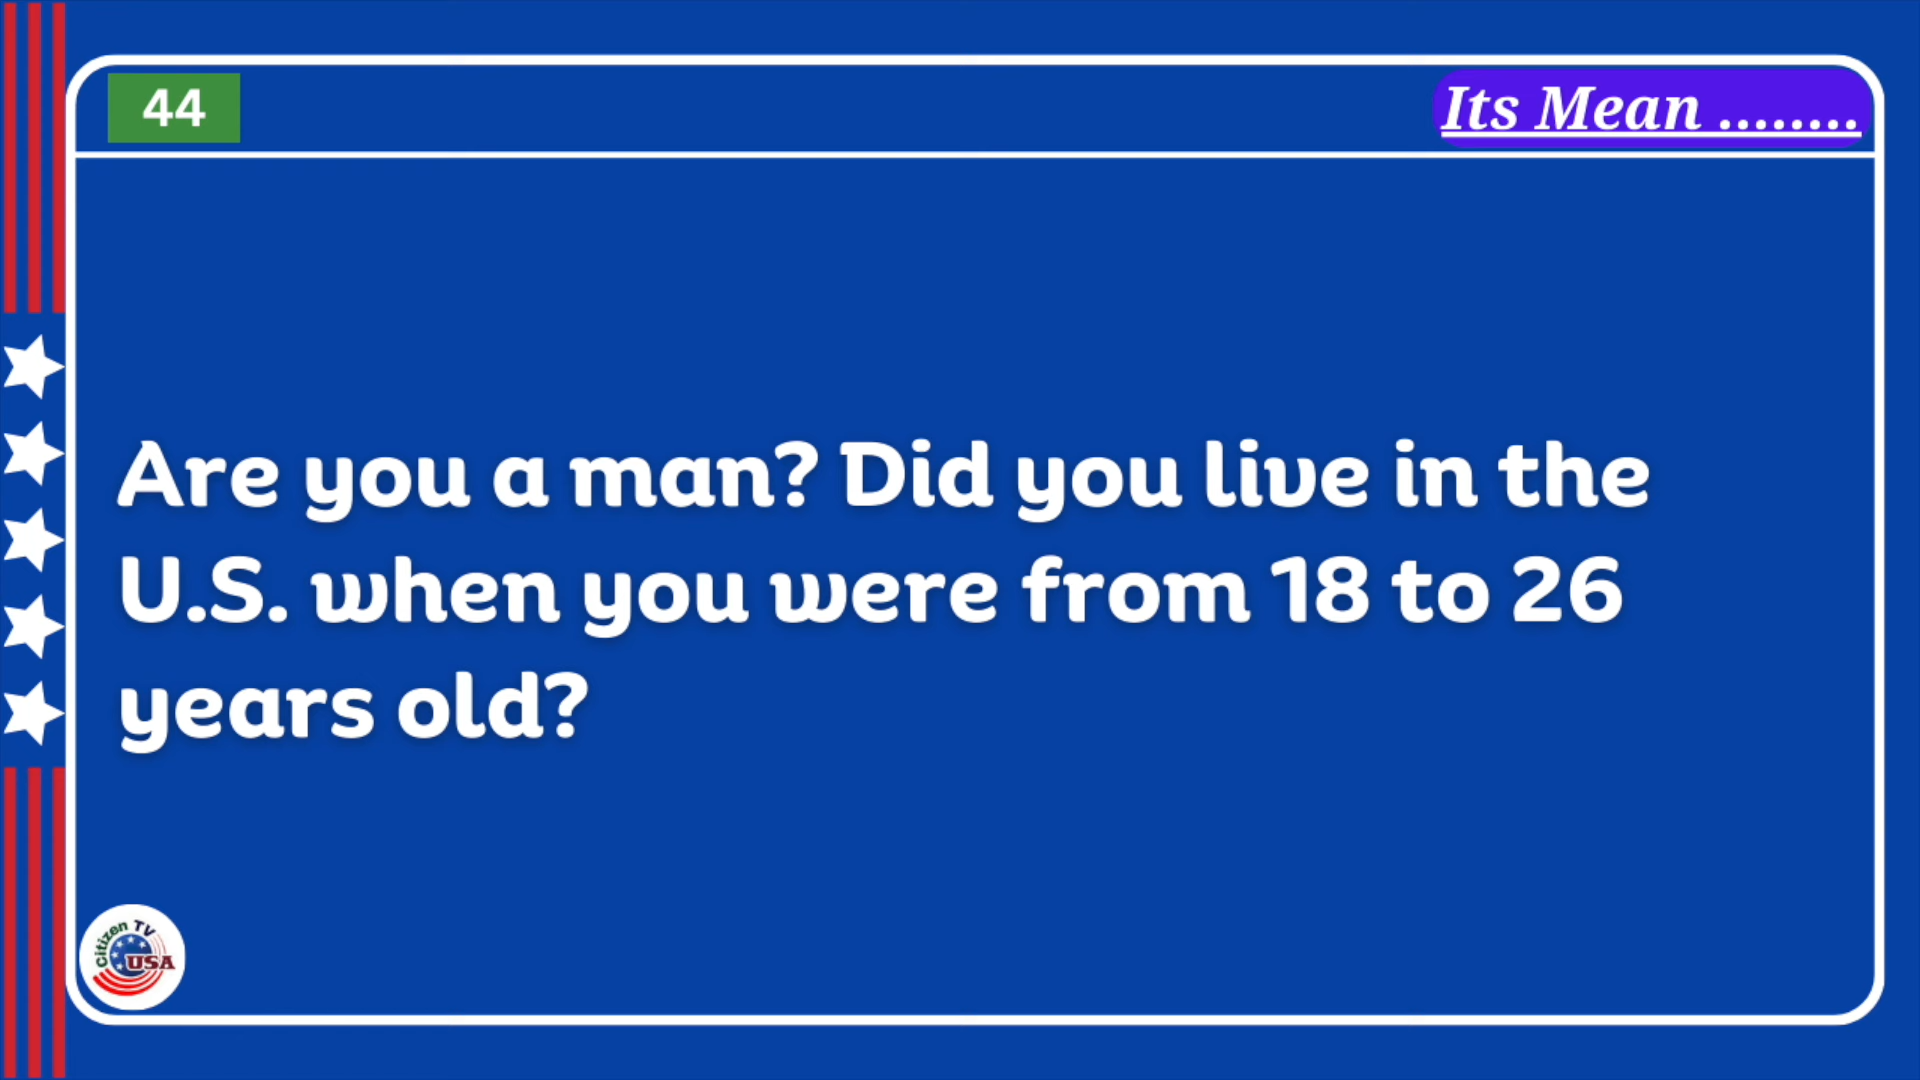 44
Its Mean ........
Are you a man? Did you live in the
U.S. when you were from 18 to 26
years old?
Citizen TV
USA